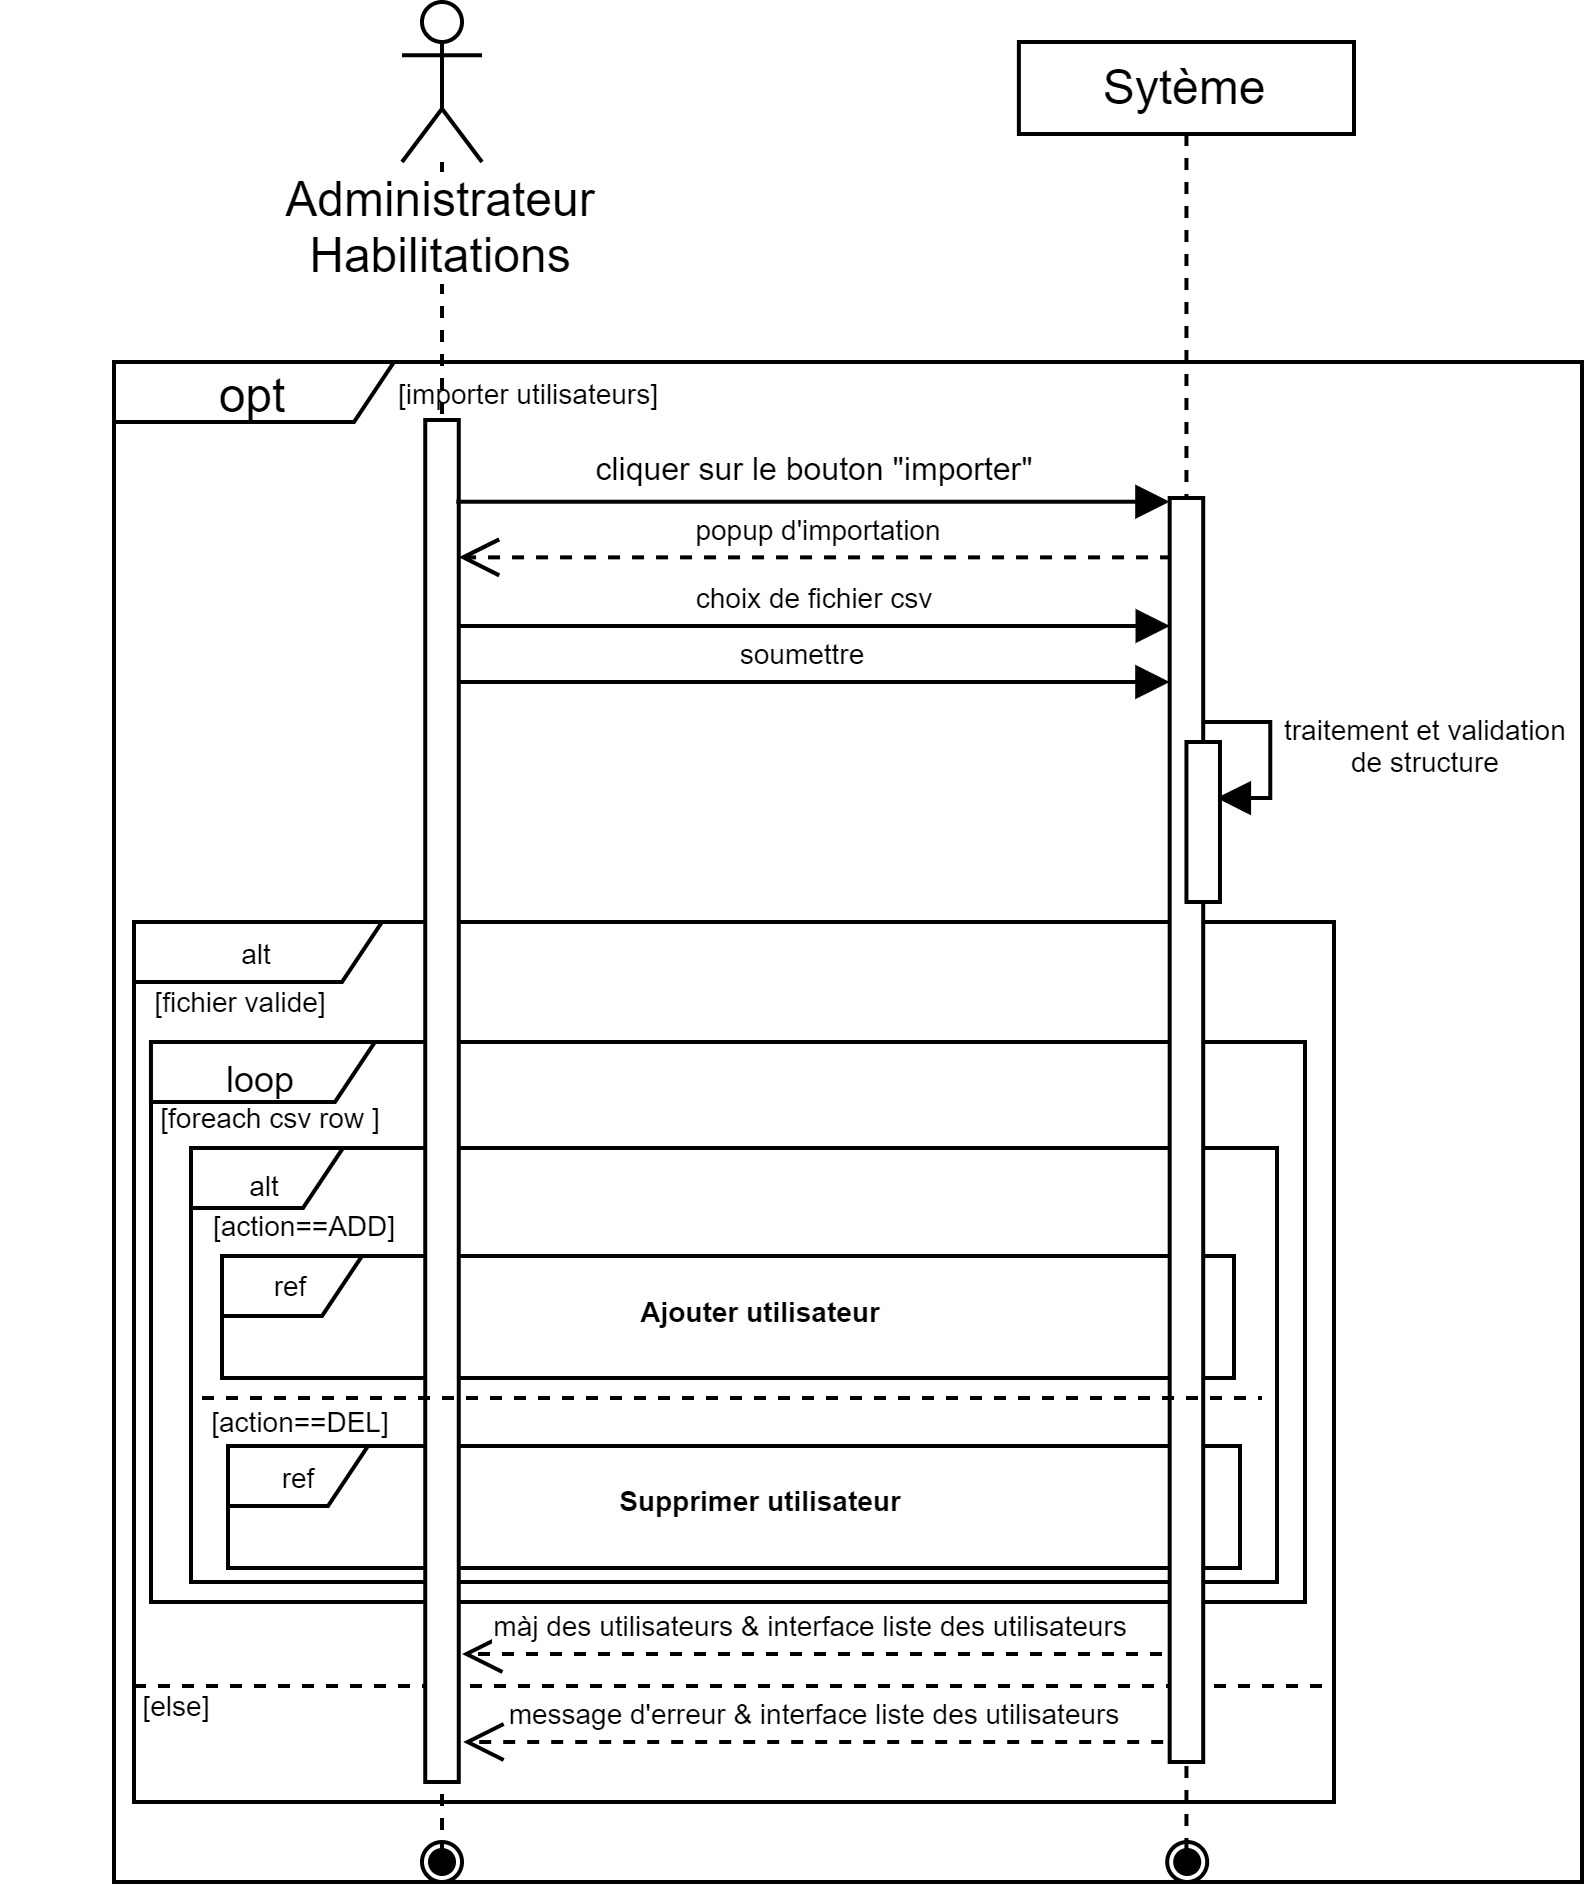 Sytème
Administrateur
Habilitations
opt
[importer utilisateurs]
cliquer sur le bouton "importer"
popup d'importation
choix de fichier csv
soumettre
traitement et validation
de structure
alt
[fichier valide]
loop
[foreach csv row ]
alt
[action==ADD]
ref
Ajouter utilisateur
[action==DEL]
ref
Supprimer utilisateur
màj des utilisateurs & interface liste des utilisateurs
[else]
message d'erreur & interface liste des utilisateurs